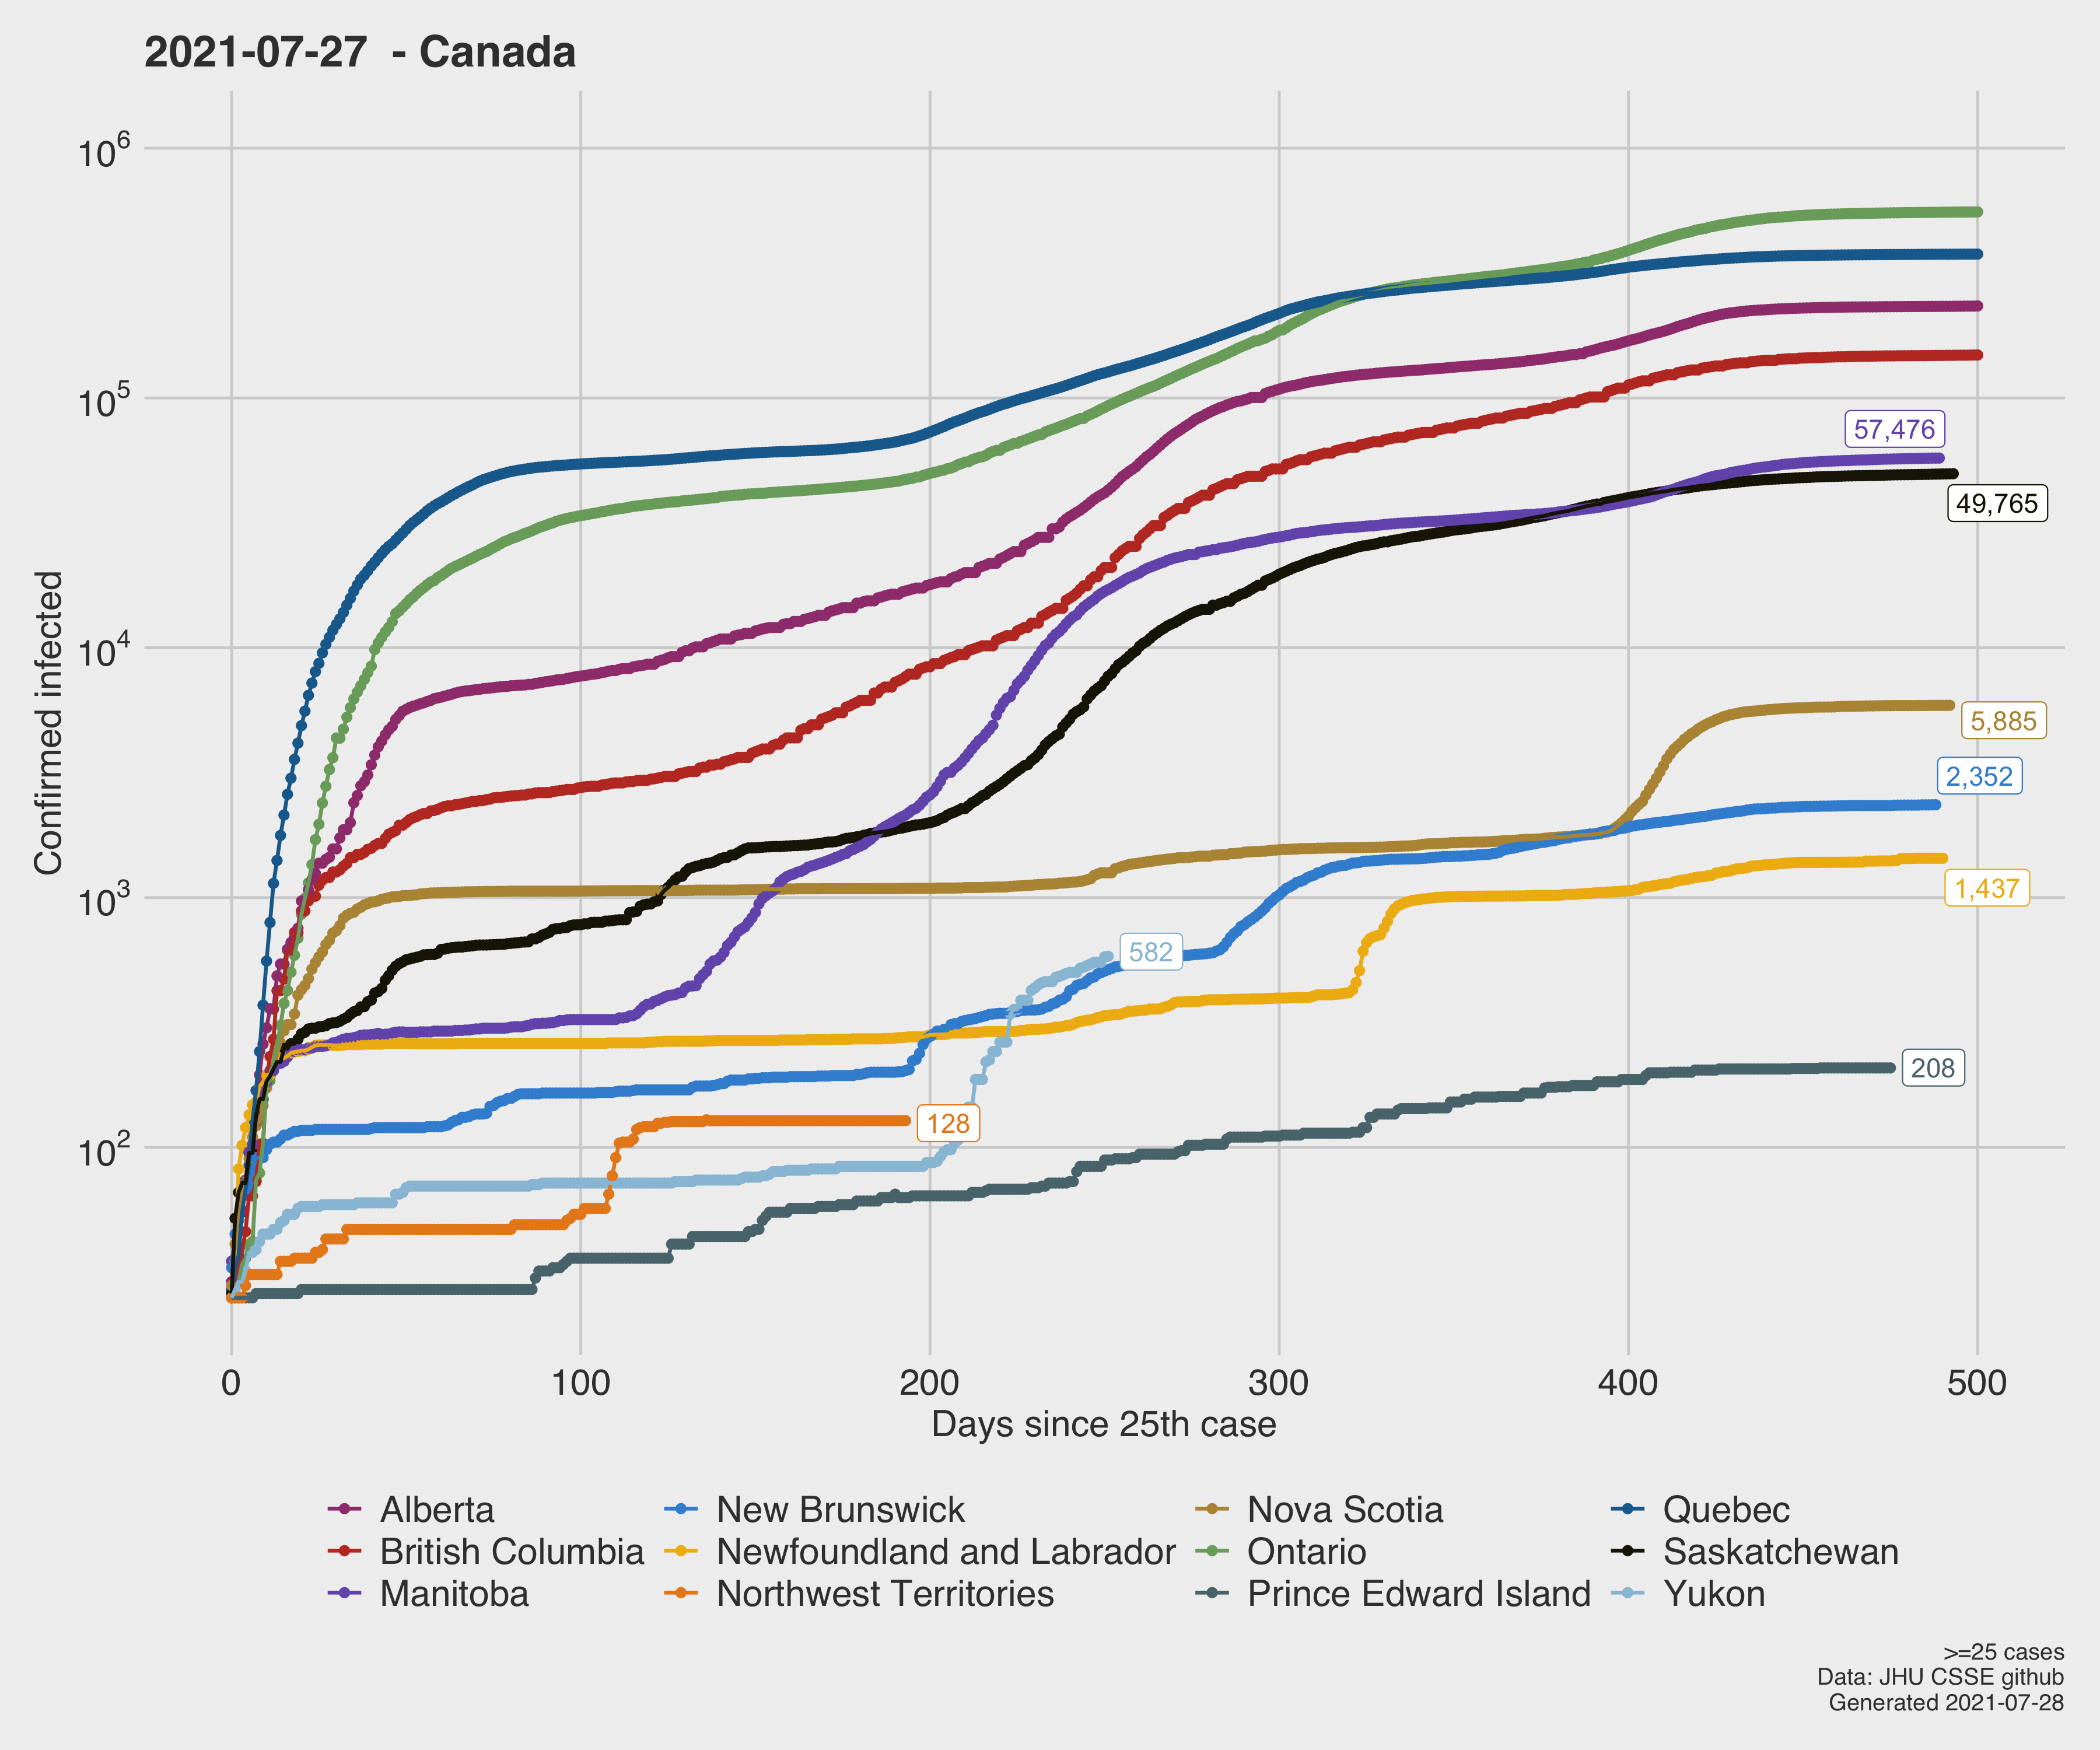 2021-07-27 - Canada
10^6
10^5
10^4
10^3
10^2
Confirmed infected
57,476
49,765
5,885
2,352
1,437
582
208
128
0 100 200 300 400 500
Days since 25th case
Alberta New Brunswick Nova Scotia Quebec
British Columbia Newfoundland and Labrador Ontario Saskatchewan
Manitoba Northwest Territories Prince Edward Island Yukon
>=25 cases
Data: JHU CSSE github
Generated 2021-07-28